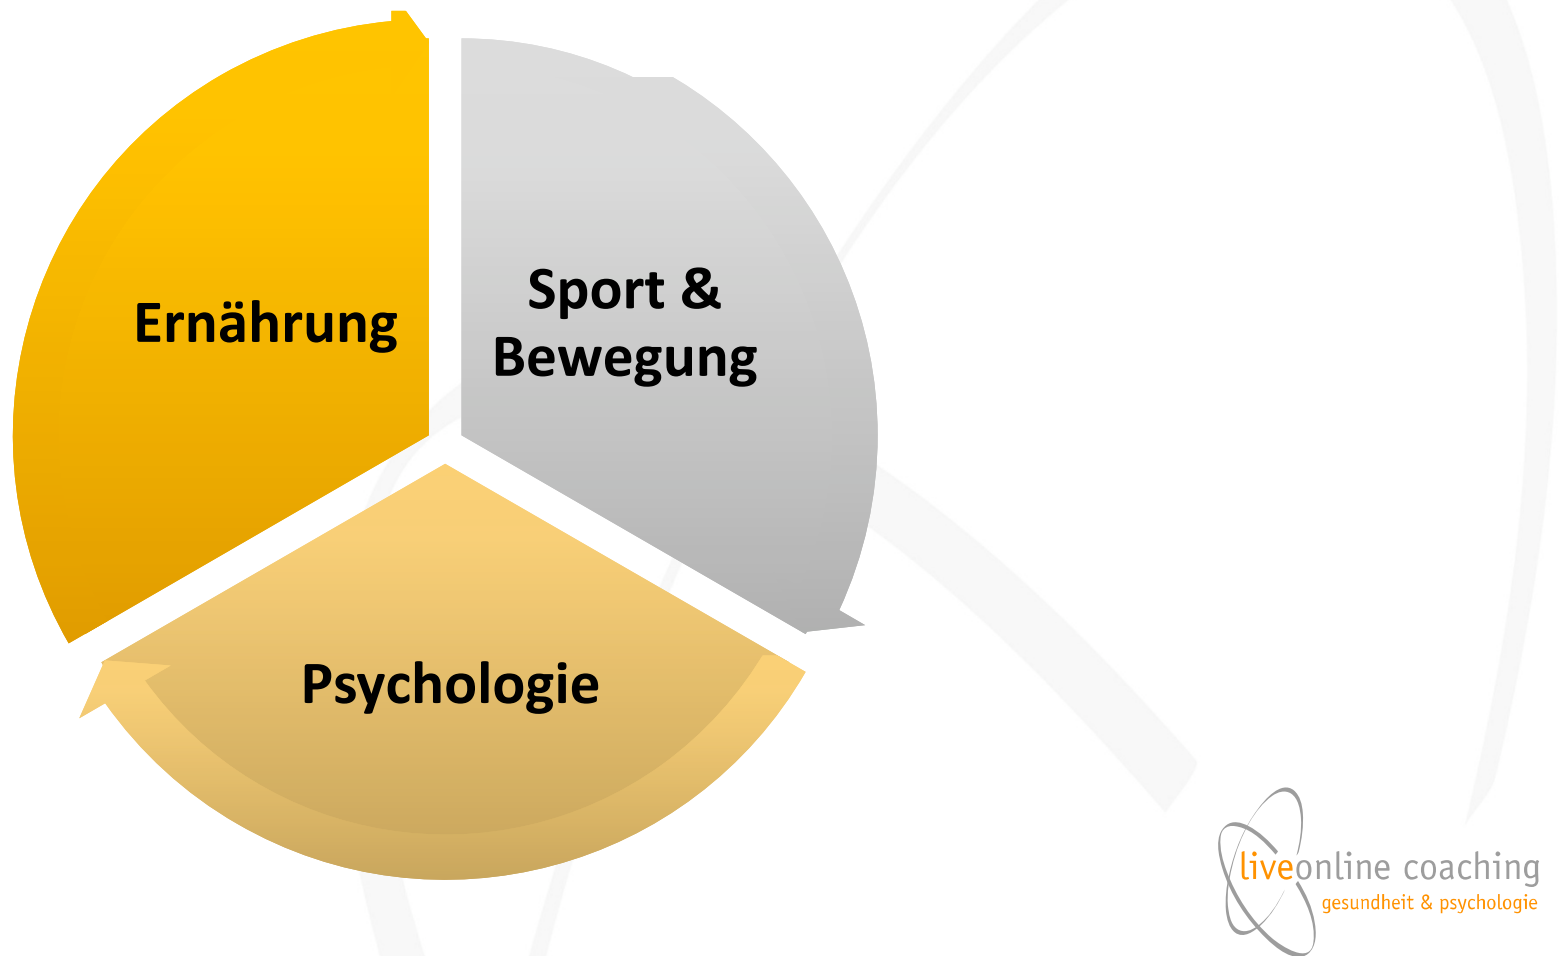 Ernährung
Sport &
Bewegung
Psychologie
liveonline coaching
gesundheit & psychologie